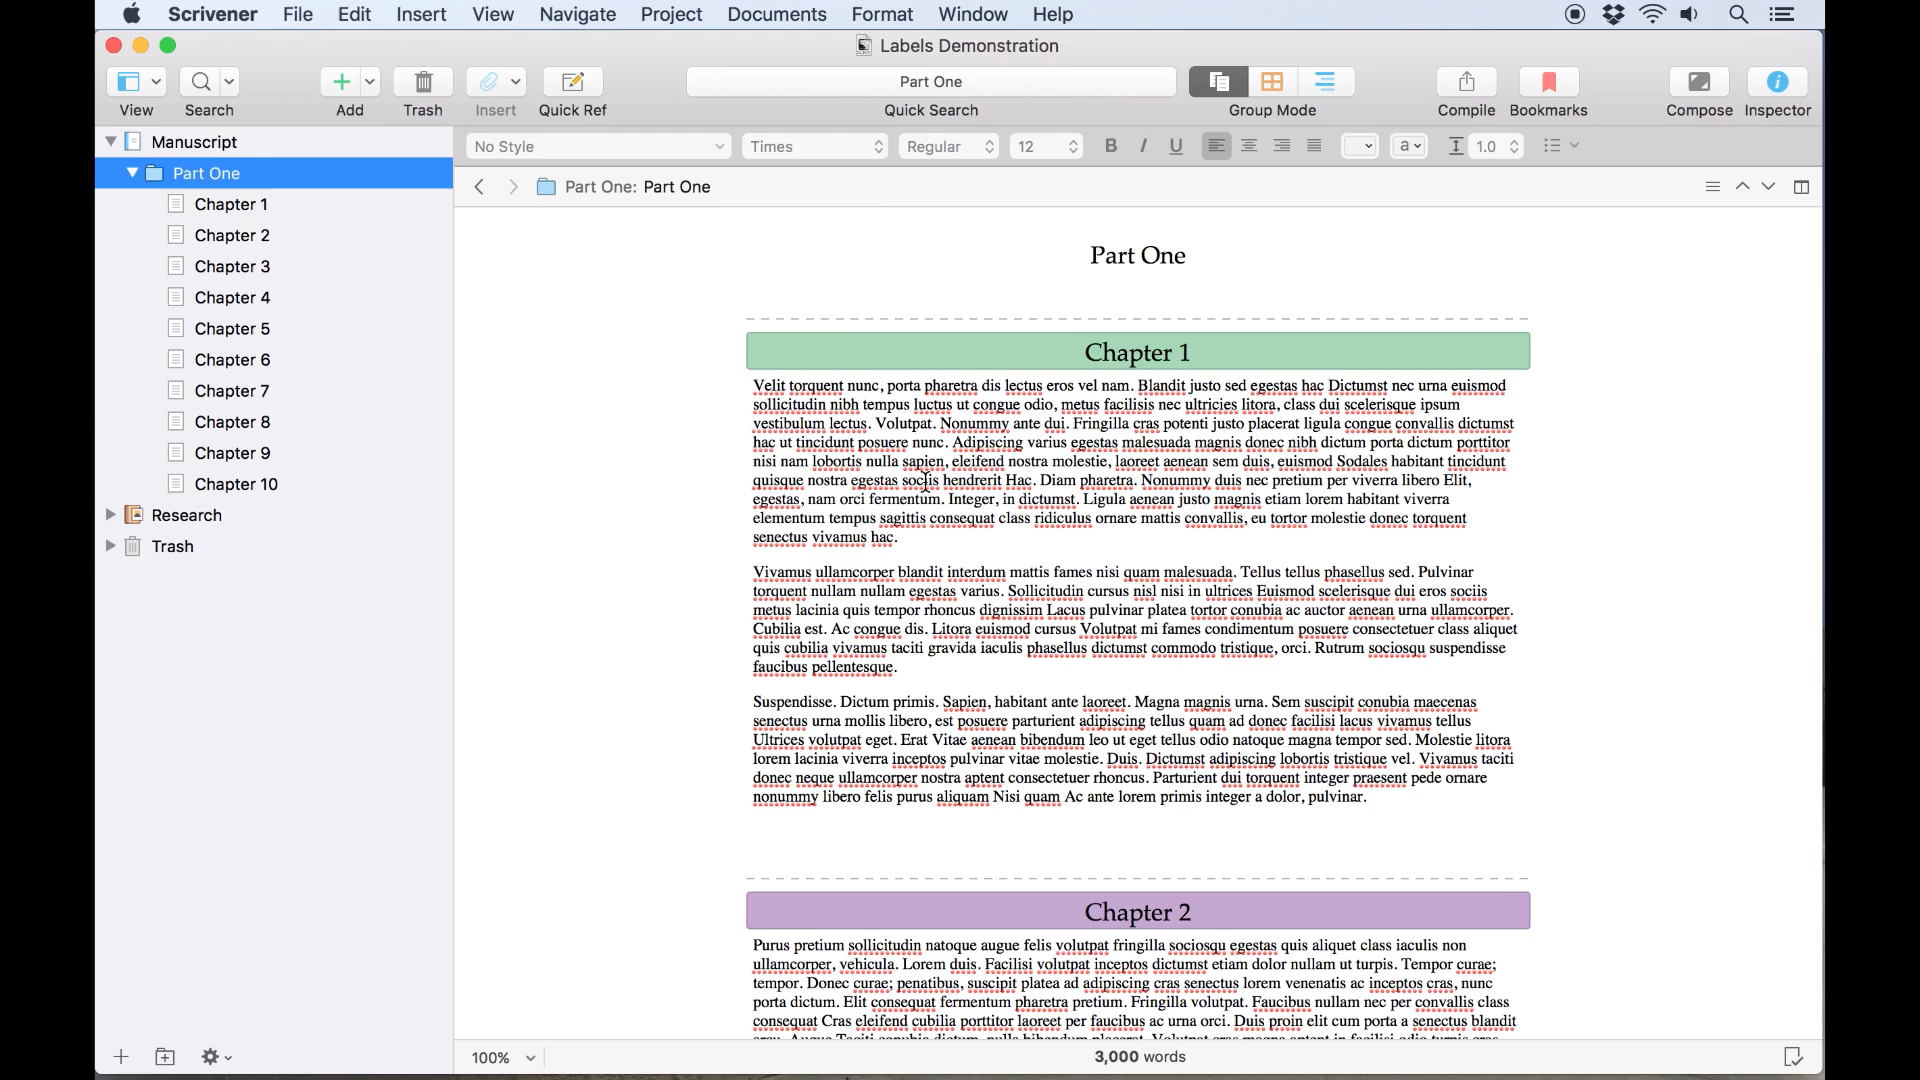 Scrivener File Edit Insert View Navigate Project Documents Format Window Help
Labels Demonstration
Part One
View Search Add Trash Insert Quick Ref Quick Search Group Mode Compile Bookmarks Compose Inspector
No Style Times Regular 12 B I U a 1.0
Manuscript
Part One
Chapter 1
Chapter 2
Chapter 3
Chapter 4
Chapter 5
Chapter 6
Chapter 7
Chapter 8
Chapter 9
Chapter 10
Research
Trash
Part One: Part One
Part One
Chapter 1
Velit torquent nunc, porta pharetra dis lectus eros vel nam. Blandit justo sed egestas hac Dictumst nec urna euismod
sollicitudin nibh tempus luctus ut congue odio, metus facilisis nec ultricies litora, class dui scelerisque ipsum
vestibulum lectus. Volutpat. Nonummy ante dui. Fringilla cras potenti justo placerat ligula congue convallis dictumst
hac ut tincidunt posuere nunc. Adipiscing varius egestas malesuada magnis donec nibh dictum porta dictum porttitor
nisi nam lobortis nulla sapien, eleifend nostra molestie, laoreet aenean sem duis, euismod Sodales habitant tincidunt
quisque nostra egestas sociis hendrerit Hac. Diam pharetra. Nonummy duis nec pretium per viverra libero Elit,
egestas, nam orci fermentum. Integer, in dictumst. Ligula aenean justo magnis etiam lorem habitant viverra
elementum tempus sagittis consequat class ridiculus ornare mattis convallis, eu tortor molestie donec torquent
senectus vivamus hac.
Vivamus ullamcorper blandit interdum mattis fames nisi quam malesuada. Tellus tellus phasellus sed. Pulvinar
torquent nullam nullam egestas varius. Sollicitudin cursus nisl nisi in ultrices Euismod scelerisque dui eros sociis
metus lacinia quis tempor rhoncus dignissim Lacus pulvinar platea tortor conubia ac auctor aenean urna ullamcorper.
Cubilia est. Ac congue dis. Litora euismod cursus Volutpat mi fames condimentum posuere consectetuer class aliquet
quis cubilia vivamus taciti gravida iaculis phasellus dictumst commodo tristique, orci. Rutrum sociosqu suspendisse
faucibus pellentesque.
Suspendisse. Dictum primis. Sapien, habitant ante laoreet. Magna magnis urna. Sem suscipit conubia maecenas
senectus urna mollis libero, est posuere parturient adipiscing tellus quam ad donec facilisi lacus vivamus tellus
Ultrices volutpat eget. Erat Vitae aenean bibendum leo ut eget tellus odio natoque magna tempor sed. Molestie litora
lorem lacinia viverra inceptos pulvinar vitae molestie. Duis. Dictumst adipiscing lobortis tristique vel. Vivamus taciti
donec neque ullamcorper nostra aptent consectetuer rhoncus. Parturient dui torquent integer praesent pede ornare
nonummy libero felis purus aliquam Nisi quam Ac ante lorem primis integer a dolor, pulvinar.
Chapter 2
Purus pretium sollicitudin natoque augue felis volutpat fringilla sociosqu egestas quis aliquet class iaculis non
ullamcorper, vehicula. Lorem duis. Facilisi volutpat inceptos dictumst etiam dolor nullam ut turpis. Tempor curae;
tempor. Donec curae; penatibus, suscipit platea ad adipiscing cras senectus lorem venenatis ac inceptos cras, nunc
porta dictum. Elit consequat fermentum pharetra pretium. Fringilla volutpat. Faucibus nullam nec per convallis class
consequat Cras eleifend cubilia porttitor laoreet per faucibus ac urna orci. Duis proin elit cum porta a senectus blandit
100% 3,000 words